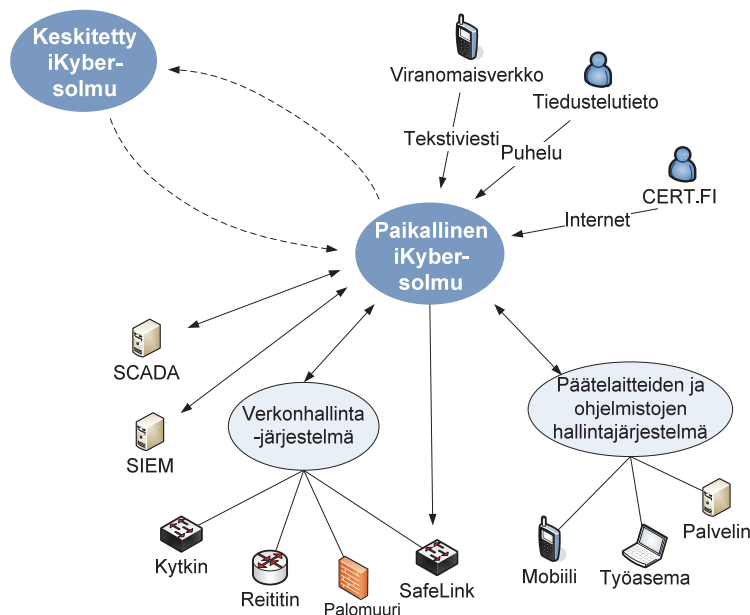 Keskitetty
iKyber-
solmu
Viranomaisverkko
Tiedustelutieto
Tekstiviesti
Puhelu
CERT.FI
Internet
Paikallinen
iKyber-
solmu
SCADA
SIEM
Verkonhallinta
-järjestelmä
Päätelaitteiden ja
ohjelmistojen
hallintajärjestelmä
Kytkin
Reititin
Palomuuri
SafeLink
Mobiili
Työasema
Palvelin